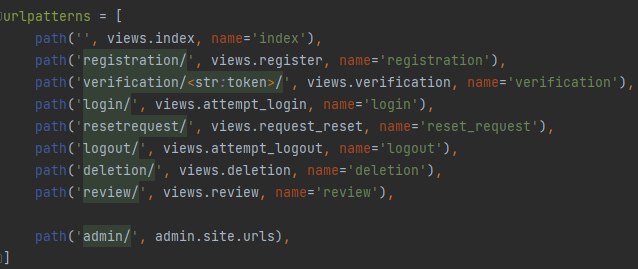 urlpatterns = [
path('', views.index, name='index'),
path('registration/', views.register, name='registration'),
path('verification/<str:token>/', views.verification, name='verification'),
path('login/', views.attempt_login, name='login'),
path('resetrequest/', views.request_reset, name='reset_request'),
path('logout/', views.attempt_logout, name='logout'),
path('deletion/', views.deletion, name='deletion'),
path('review/', views.review, name='review'),
path('admin/', admin.site.urls),
]